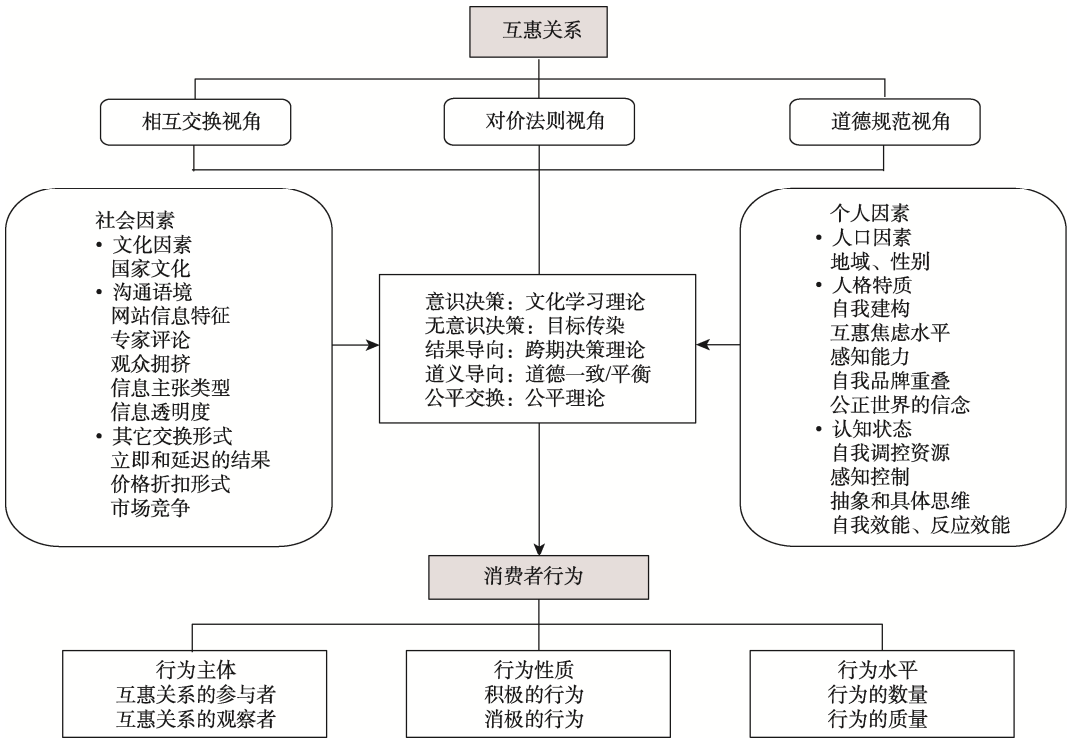 互惠关系
相互交换视角
对价法则视角
道德规范视角
社会因素
• 文化因素
国家文化
• 沟通语境
网站信息特征
专家评论
观众拥挤
信息主张类型
信息透明度
• 其它交换形式
立即和延迟的结果
价格折扣形式
市场竞争
意识决策：文化学习理论
无意识决策：目标传染
结果导向：跨期决策理论
道义导向：道德一致/平衡
公平交换：公平理论
个人因素
• 人口因素
地域、性别
• 人格特质
自我建构
互惠焦虑水平
感知能力
自我品牌重叠
公正世界的信念
• 认知状态
自我调控资源
感知控制
抽象和具体思维
自我效能、反应效能
消费者行为
行为主体
互惠关系的参与者
互惠关系的观察者
行为性质
积极的行为
消极的行为
行为水平
行为的数量
行为的质量